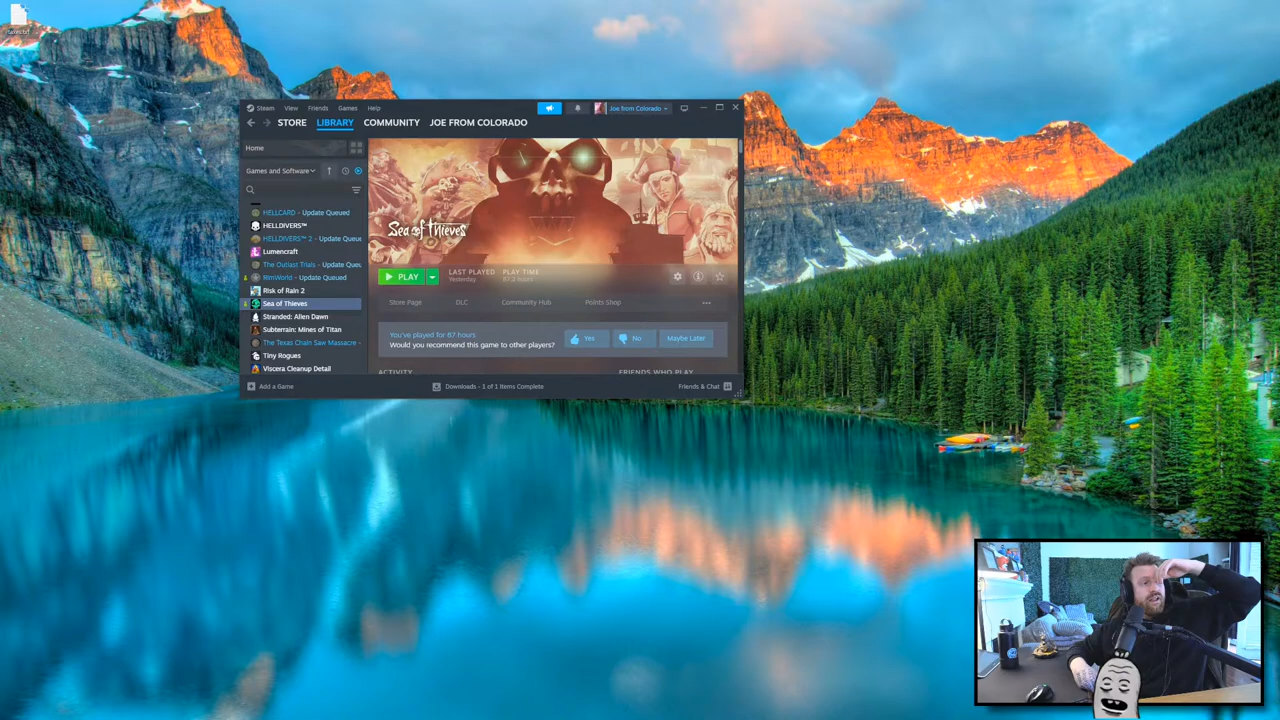 Steam View Friends Games Help Joe from Colorado
STORE LIBRARY COMMUNITY JOE FROM COLORADO
Home
Games and Software
HELLCARD - Update Queued
HELLDIVERS™
HELLDIVERS™ 2 - Update Queu
Lumencraft
The Outlast Trials - Update Queu
RimWorld - Update Queued
Risk of Rain 2
Sea of Thieves
Stranded: Alien Dawn
Subterrain: Mines of Titan
The Texas Chain Saw Massacre -
Tiny Rogues
Viscera Cleanup Detail
Sea of Thieves
PLAY
LAST PLAYED
Yesterday
PLAY TIME
87.2 hours
Store Page DLC Community Hub Points Shop
You've played for 87 hours
Would you recommend this game to other players?
Yes No Maybe Later
ACTIVITY FRIENDS WHO PLAY
Add a Game Downloads - 1 of 1 Items Complete Friends & Chat